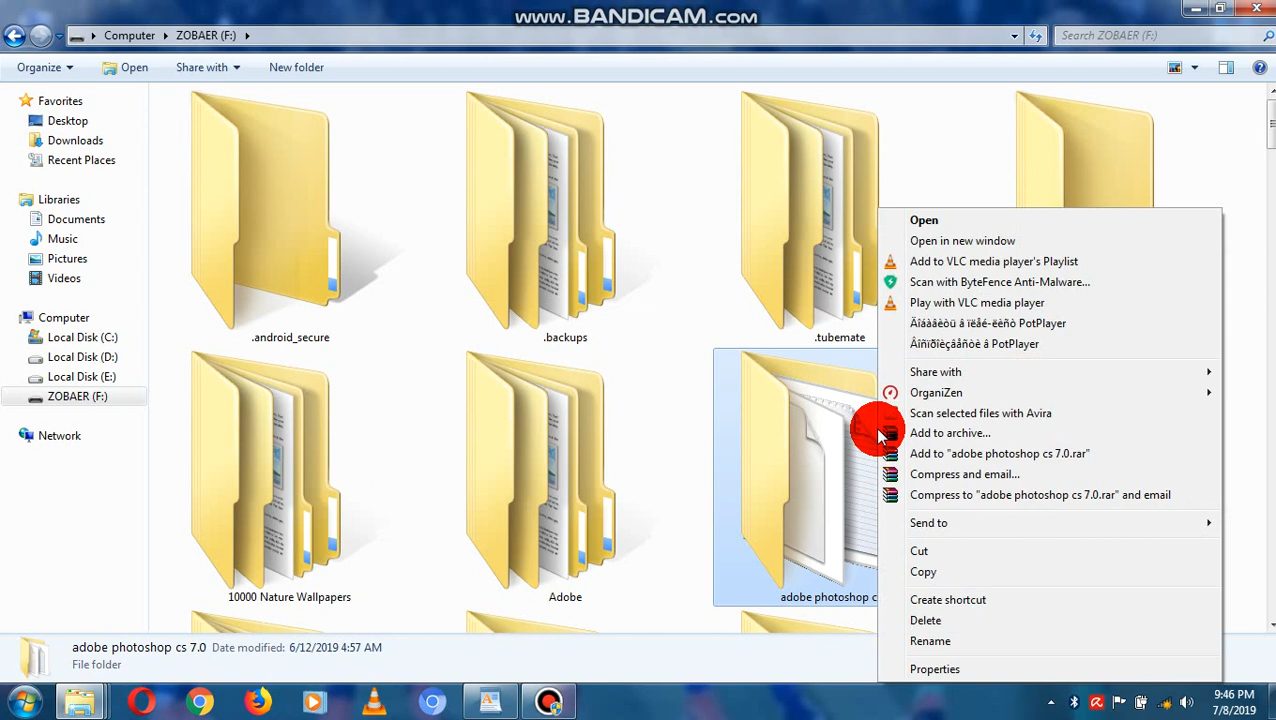 www.BANDICAM.com
Computer
ZOBAER (F:)
Search ZOBAER (F:)
Organize
Open
Share with
New folder
Favorites
Desktop
Downloads
Recent Places
Libraries
Documents
Music
Pictures
Videos
Computer
Local Disk (C:)
Local Disk (D:)
Local Disk (E:)
ZOBAER (F:)
Network
.android_secure
.backups
.tubemate
10000 Nature Wallpapers
Adobe
adobe photoshop c
Open
Open in new window
Add to VLC media player's Playlist
Scan with ByteFence Anti-Malware...
Play with VLC media player
Äîáàâèòü â ïëåé-ëèñò PotPlayer
Âîñïðîèçâåñòè â PotPlayer
Share with
OrganiZen
Scan selected files with Avira
Add to archive...
Add to "adobe photoshop cs 7.0.rar"
Compress and email...
Compress to "adobe photoshop cs 7.0.rar" and email
Send to
Cut
Copy
Create shortcut
Delete
Rename
Properties
adobe photoshop cs 7.0 Date modified: 6/12/2019 4:57 AM
File folder
9:46 PM
7/8/2019